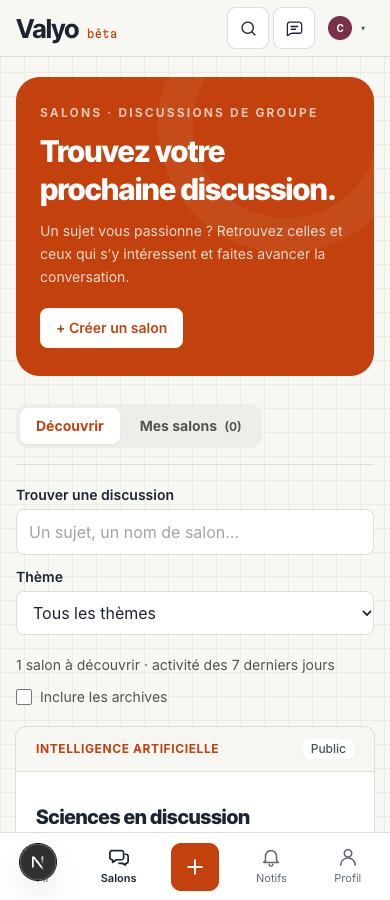 Valyo bêta
C
SALONS · DISCUSSIONS DE GROUPE
Trouvez votre
prochaine discussion.
Un sujet vous passionne ? Retrouvez celles et
ceux qui s’y intéressent et faites avancer la
conversation.
+ Créer un salon
Découvrir
Mes salons (0)
Trouver une discussion
Un sujet, un nom de salon...
Thème
Tous les thèmes
1 salon à découvrir · activité des 7 derniers jours
Inclure les archives
INTELLIGENCE ARTIFICIELLE
Public
Sciences en discussion
N
Salons
Notifs
Profil